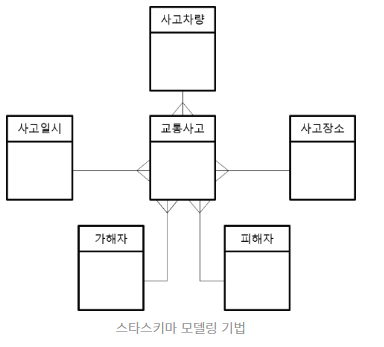 사고차량
사고일시
교통사고
사고장소
가해자
피해자
스타스키마 모델링 기법